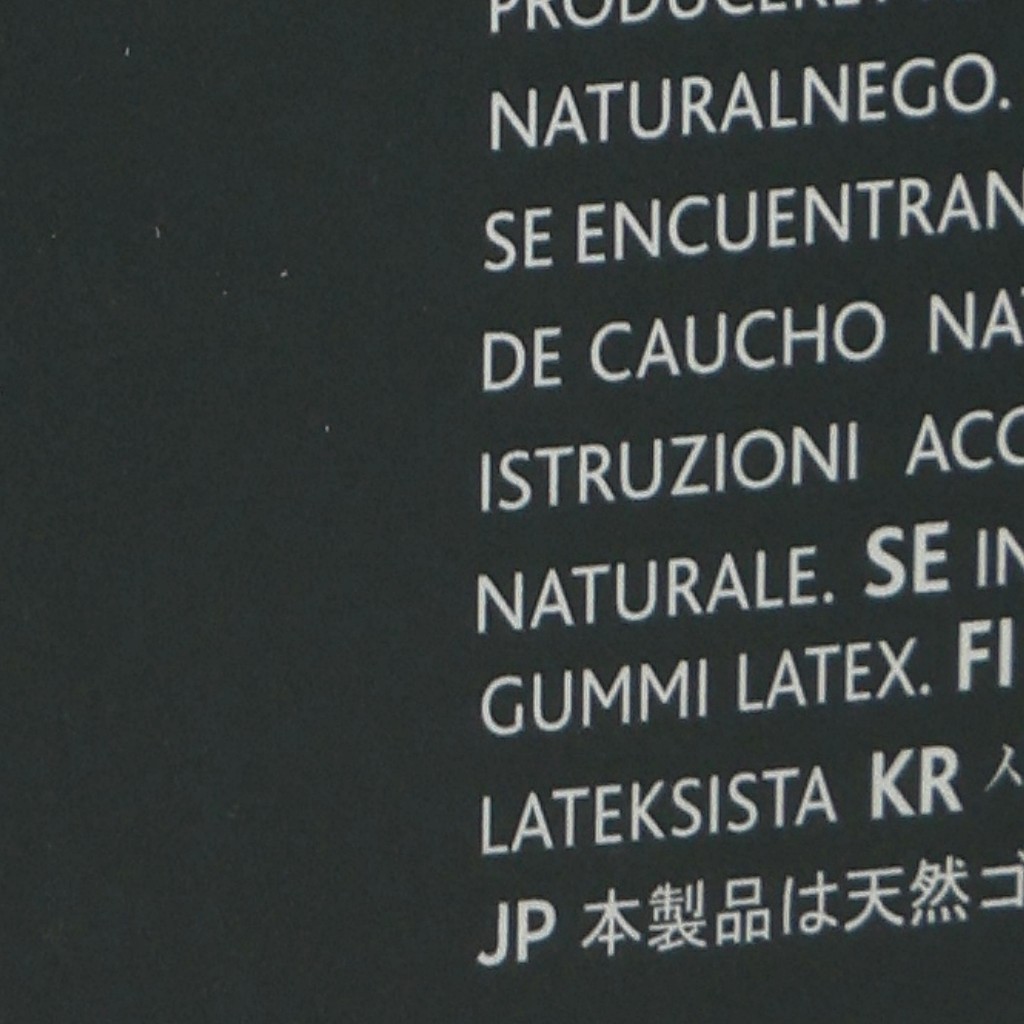 NATURALNEGO.
SE ENCUENTRAN
DE CAUCHO
ISTRUZIONI
NATURALE. SE
GUMMI LATEX. FI
LATEKSISTA KR
JP 本製品は天然